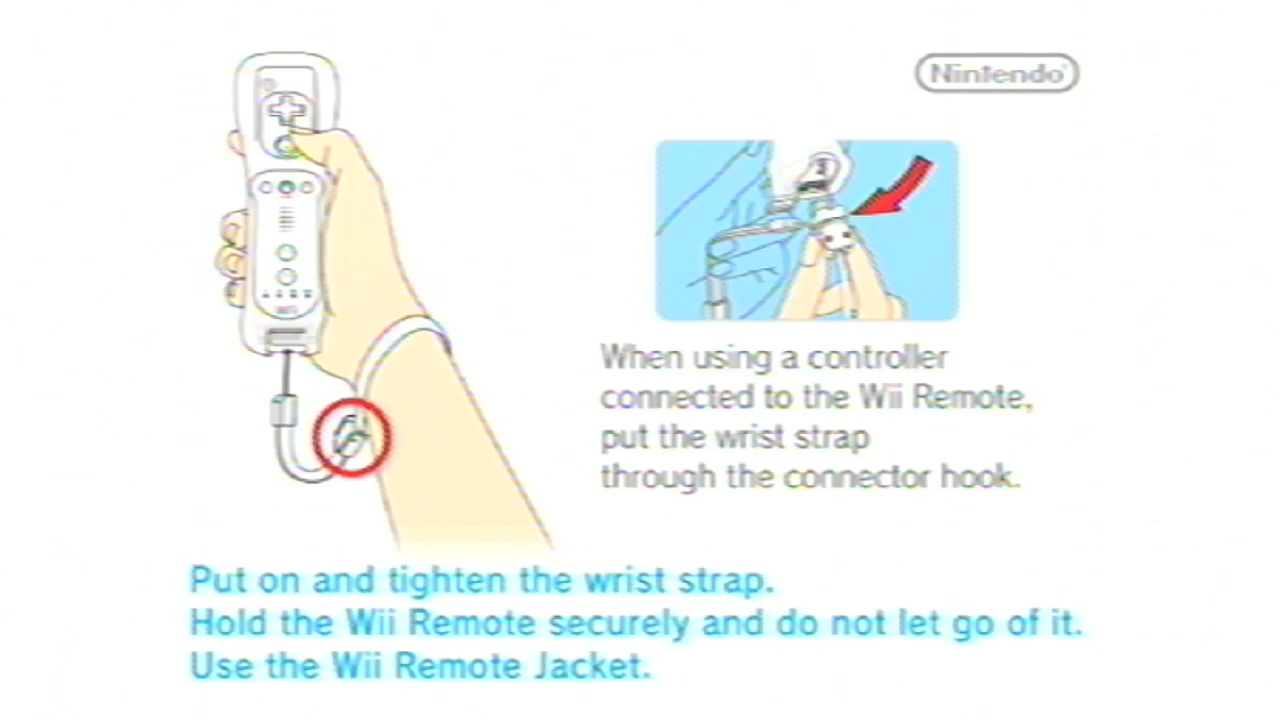 Nintendo
When using a controller
connected to the Wii Remote,
put the wrist strap
through the connector hook.
Put on and tighten the wrist strap.
Hold the Wii Remote securely and do not let go of it.
Use the Wii Remote Jacket.